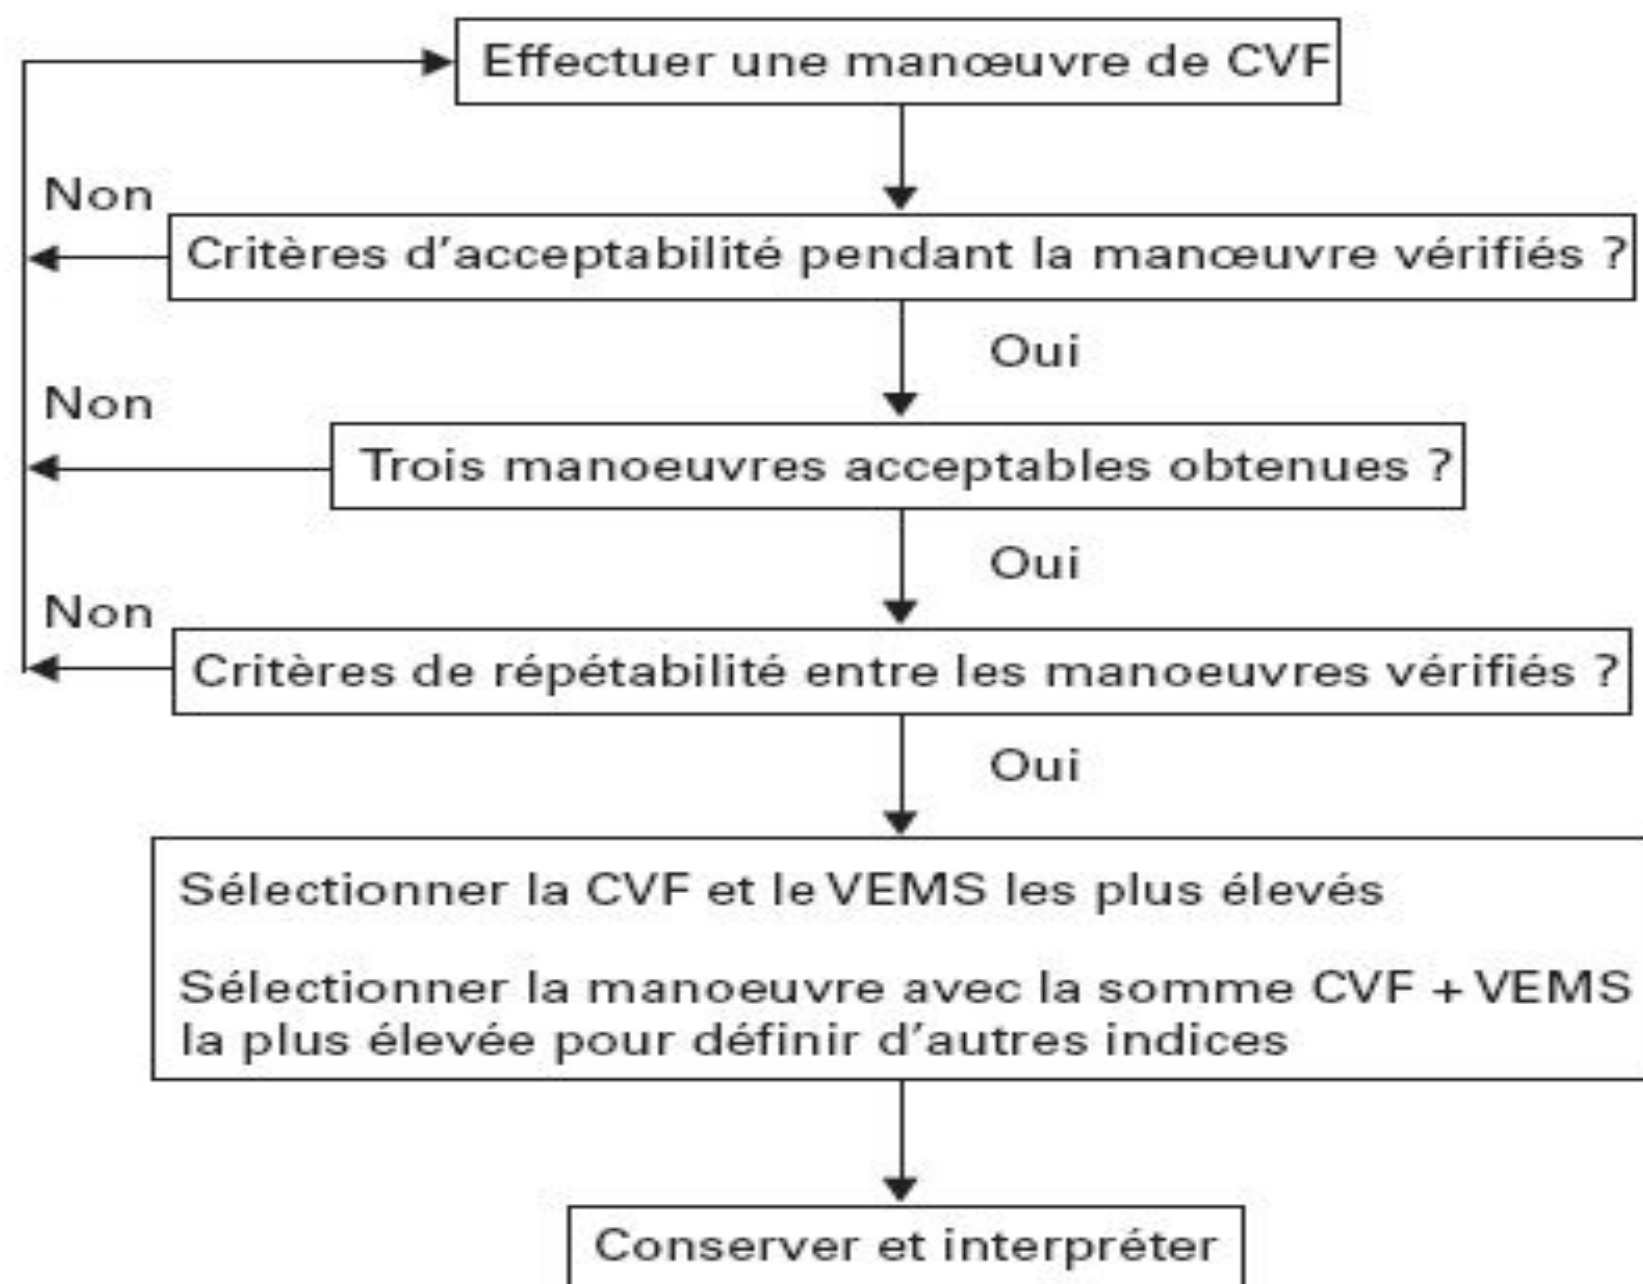 Effectuer une manœuvre de CVF
Non
Critères d'acceptabilité pendant la manœuvre vérifiés ?
Oui
Non
Trois manoeuvres acceptables obtenues ?
Oui
Non
Critères de répétabilité entre les manoeuvres vérifiés ?
Oui
Sélectionner la CVF et le VEMS les plus élevés
Sélectionner la manoeuvre avec la somme CVF + VEMS
la plus élevée pour définir d'autres indices
Conserver et interpréter